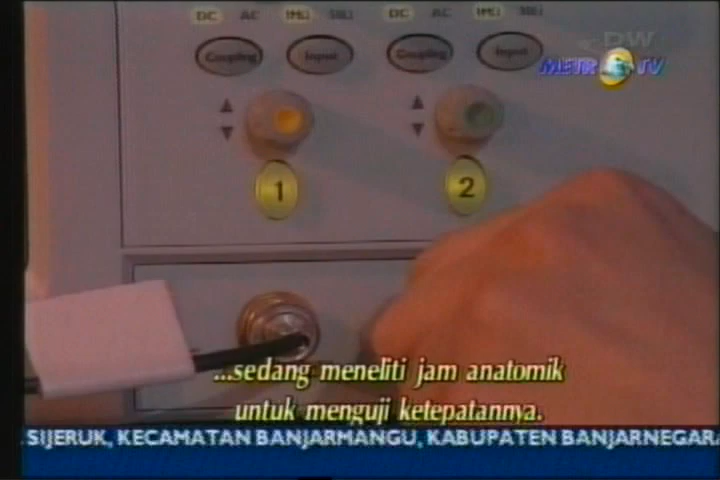 DC AC 1MΩ 50Ω DC AC 1MΩ 50Ω
DW
Coupling Input Coupling Input
METRO TV
1 2
...sedang meneliti jam anatomik
untuk menguji ketepatannya.
SIJERUK, KECAMATAN BANJARMANGU, KABUPATEN BANJARNEGARA